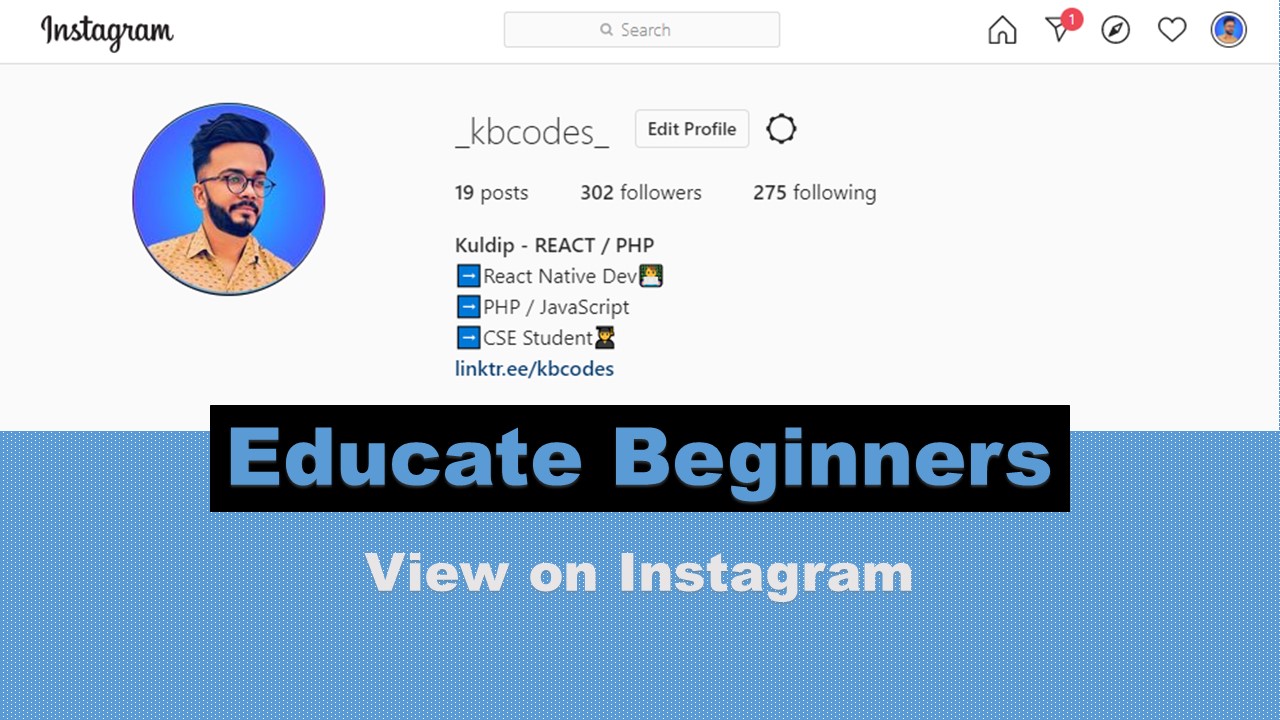 Instagram
Search
1
_kbcodes_ Edit Profile
19 posts 302 followers 275 following
Kuldip - REACT / PHP
➡️React Native Dev👨‍💻
➡️PHP / JavaScript
➡️CSE Student👨‍🎓
linktr.ee/kbcodes
Educate Beginners
View on Instagram